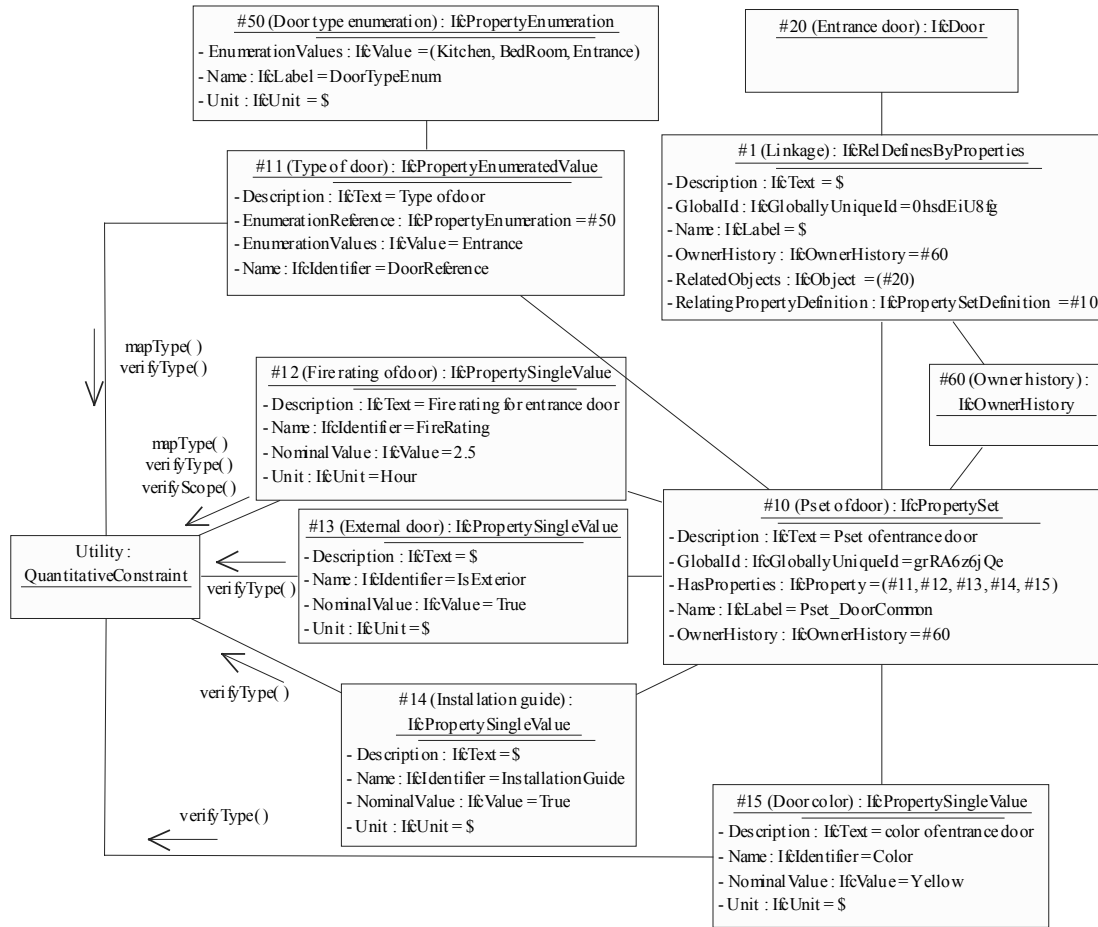 #50 (Door type enumeration) : IfcPropertyEnumeration
- EnumerationValues : IfcValue = (Kitchen, BedRoom, Entrance)
- Name : IfcLabel = DoorTypeEnum
- Unit : IfcUnit = $
#20 (Entrance door) : IfcDoor
#11 (Type of door) : IfcPropertyEnumeratedValue
- Description : IfcText = Type of door
- EnumerationReference : IfcPropertyEnumeration = #50
- EnumerationValues : IfcValue = Entrance
- Name : IfcIdentifier = DoorReference
#1 (Linkage) : IfcRelDefinesByProperties
- Description : IfcText = $
- GlobalId : IfcGloballyUniqueId = 0hsdEiU8fg
- Name : IfcLabel = $
- OwnerHistory : IfcOwnerHistory = #60
- RelatedObjects : IfcObject = (#20)
- RelatingPropertyDefinition : IfcPropertySetDefinition = #10
mapType( )
verifyType( )
#12 (Fire rating of door) : IfcPropertySingleValue
- Description : IfcText = Fire rating for entrance door
- Name : IfcIdentifier = FireRating
- NominalValue : IfcValue = 2.5
- Unit : IfcUnit = Hour
#60 (Owner history) :
IfcOwnerHistory
mapType( )
verifyType( )
verifyScope( )
#10 (Pset of door) : IfcPropertySet
- Description : IfcText = Pset of entrance door
- GlobalId : IfcGloballyUniqueId = grRA6z6jQe
- HasProperties : IfcProperty = (#11, #12, #13, #14, #15)
- Name : IfcLabel = Pset_DoorCommon
- OwnerHistory : IfcOwnerHistory = #60
#13 (External door) : IfcPropertySingleValue
- Description : IfcText = $
- Name : IfcIdentifier = IsExterior
- NominalValue : IfcValue = True
- Unit : IfcUnit = $
Utility :
QuantitativeConstraint
verifyType( )
verifyType( )
#14 (Installation guide) :
IfcPropertySingleValue
- Description : IfcText = $
- Name : IfcIdentifier = InstallationGuide
- NominalValue : IfcValue = True
- Unit : IfcUnit = $
verifyType( )
#15 (Door color) : IfcPropertySingleValue
- Description : IfcText = color of entrance door
- Name : IfcIdentifier = Color
- NominalValue : IfcValue = Yellow
- Unit : IfcUnit = $